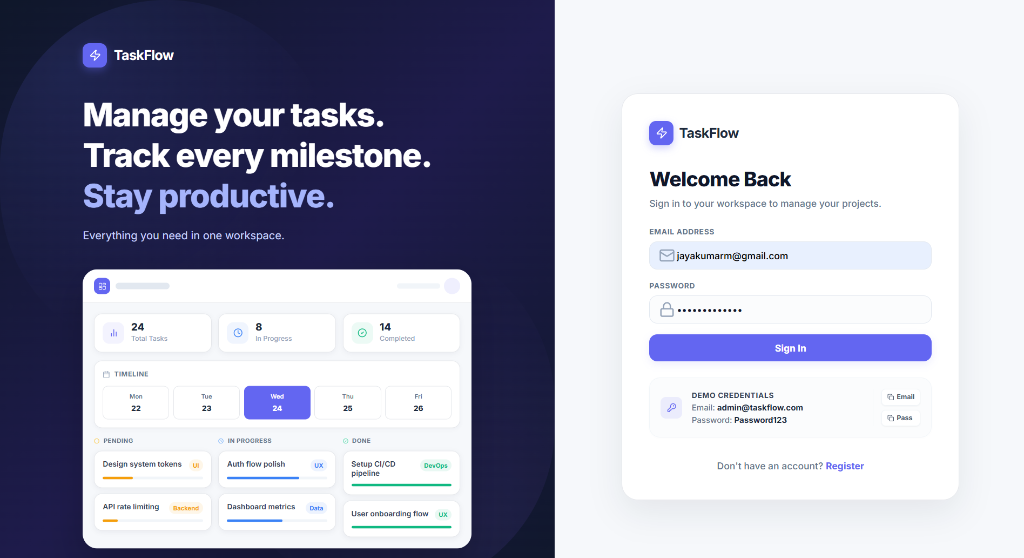 TaskFlow
Manage your tasks.
Track every milestone.
Stay productive.
Everything you need in one workspace.
24
Total Tasks
8
In Progress
14
Completed
TIMELINE
Mon
22
Tue
23
Wed
24
Thu
25
Fri
26
PENDING
Design system tokens
UI
API rate limiting
Backend
IN PROGRESS
Auth flow polish
UX
Dashboard metrics
Data
DONE
Setup CI/CD
pipeline
DevOps
User onboarding flow
UX
TaskFlow
Welcome Back
Sign in to your workspace to manage your projects.
EMAIL ADDRESS
jayakumarm@gmail.com
PASSWORD
•••••••••••••
Sign In
DEMO CREDENTIALS
Email: admin@taskflow.com
Password: Password123
Email
Pass
Don't have an account? Register